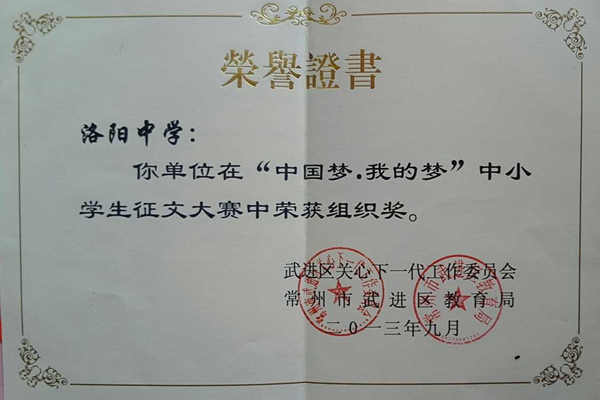 榮譽證書
洛阳中学：
你单位在“中国梦.我的梦”中小
学生征文大赛中荣获组织奖。
武进区关心下一代工作委员会
常州市武进区教育局
二〇一三年九月